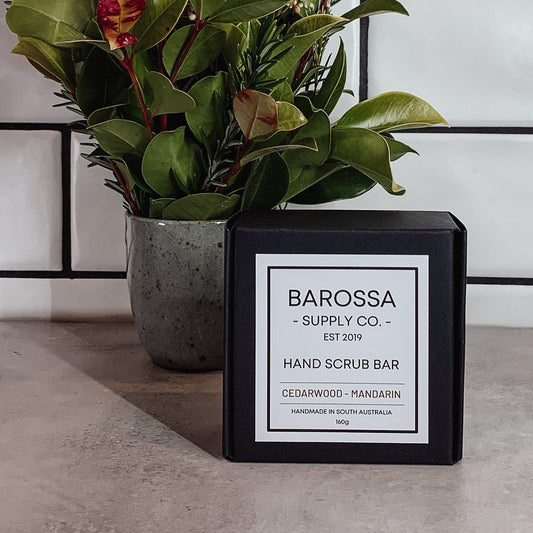 BAROSSA
- SUPPLY CO. -
EST 2019
HAND SCRUB BAR
CEDARWOOD - MANDARIN
HANDMADE IN SOUTH AUSTRALIA
160g